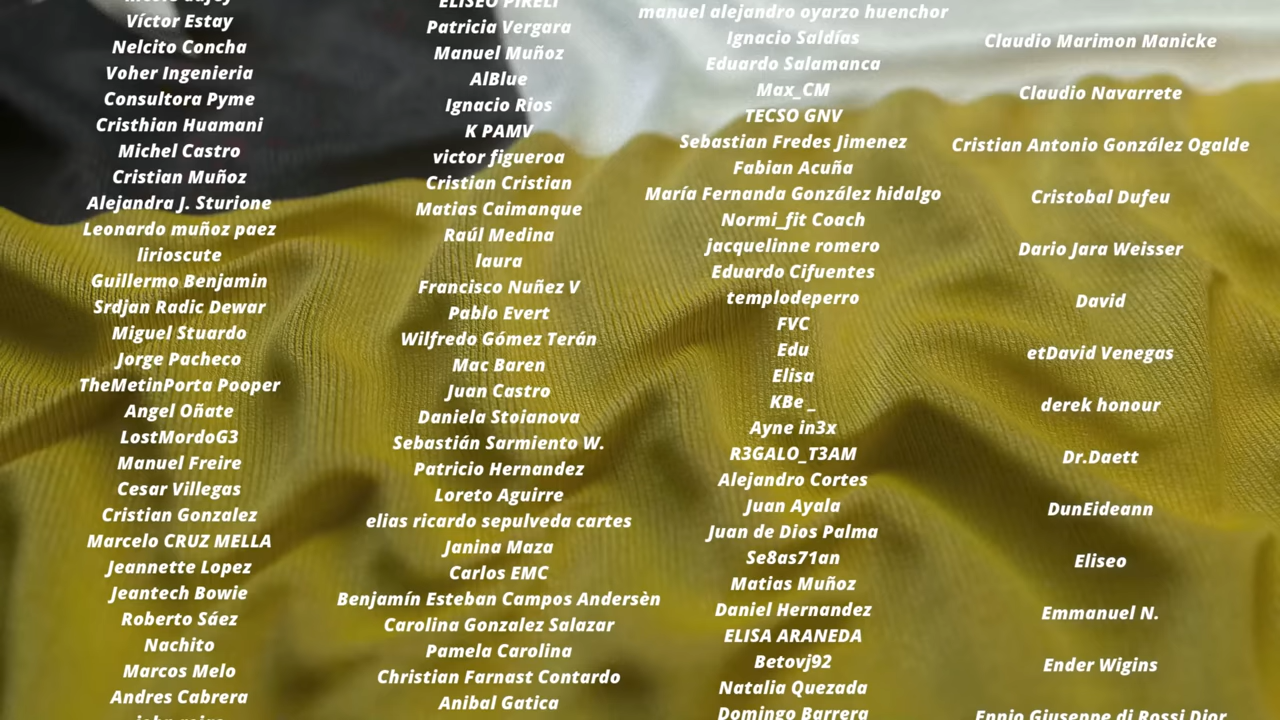 Víctor Estay
Nelcito Concha
Voher Ingenieria
Consultora Pyme
Cristhian Huamani
Michel Castro
Cristian Muñoz
Alejandra J. Sturione
Leonardo muñoz paez
lirioscute
Guillermo Benjamin
Srdjan Radic Dewar
Miguel Stuardo
Jorge Pacheco
TheMetinPorta Pooper
Angel Oñate
LostMordoG3
Manuel Freire
Cesar Villegas
Cristian Gonzalez
Marcelo CRUZ MELLA
Jeannette Lopez
Jeantech Bowie
Roberto Sáez
Nachito
Marcos Melo
Andres Cabrera
ELISEO PIRELI
Patricia Vergara
Manuel Muñoz
AlBlue
Ignacio Rios
K PAMV
victor figueroa
Cristian Cristian
Matias Caimanque
Raúl Medina
laura
Francisco Nuñez V
Pablo Evert
Wilfredo Gómez Terán
Mac Baren
Juan Castro
Daniela Stoianova
Sebastián Sarmiento W.
Patricio Hernandez
Loreto Aguirre
elias ricardo sepulveda cartes
Janina Maza
Carlos EMC
Benjamín Esteban Campos Andersèn
Carolina Gonzalez Salazar
Pamela Carolina
Christian Farnast Contardo
Anibal Gatica
manuel alejandro oyarzo huenchor
Ignacio Saldías
Eduardo Salamanca
Max_CM
TECSO GNV
Sebastian Fredes Jimenez
Fabian Acuña
María Fernanda González hidalgo
Normi_fit Coach
jacquelinne romero
Eduardo Cifuentes
templodeperro
FVC
Edu
Elisa
KBe _
Ayne in3x
R3GALO_T3AM
Alejandro Cortes
Juan Ayala
Juan de Dios Palma
Se8as71an
Matias Muñoz
Daniel Hernandez
ELISA ARANEDA
Betovj92
Natalia Quezada
Domingo Barrera
Claudio Marimon Manicke
Claudio Navarrete
Cristian Antonio González Ogalde
Cristobal Dufeu
Dario Jara Weisser
David
etDavid Venegas
derek honour
Dr.Daett
DunEideann
Eliseo
Emmanuel N.
Ender Wigins
Ennio Giuseppe di Rossi Dior